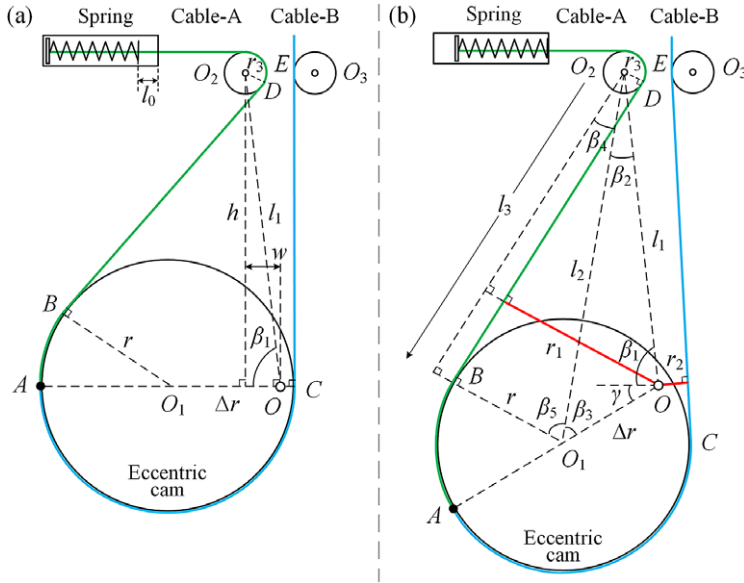 (a) Spring Cable-A Cable-B
r₃
O₂ E O₃
D
l₀
h l₁
w
B
β₁
r
A O₁ Δr O C
Eccentric
cam
(b) Spring Cable-A Cable-B
r₃
O₂ E O₃
D
β₄
β₂
l₃
l₂ l₁
r₁ β₁ r₂
B r γ O
β₅ β₃ Δr C
O₁
A
Eccentric
cam